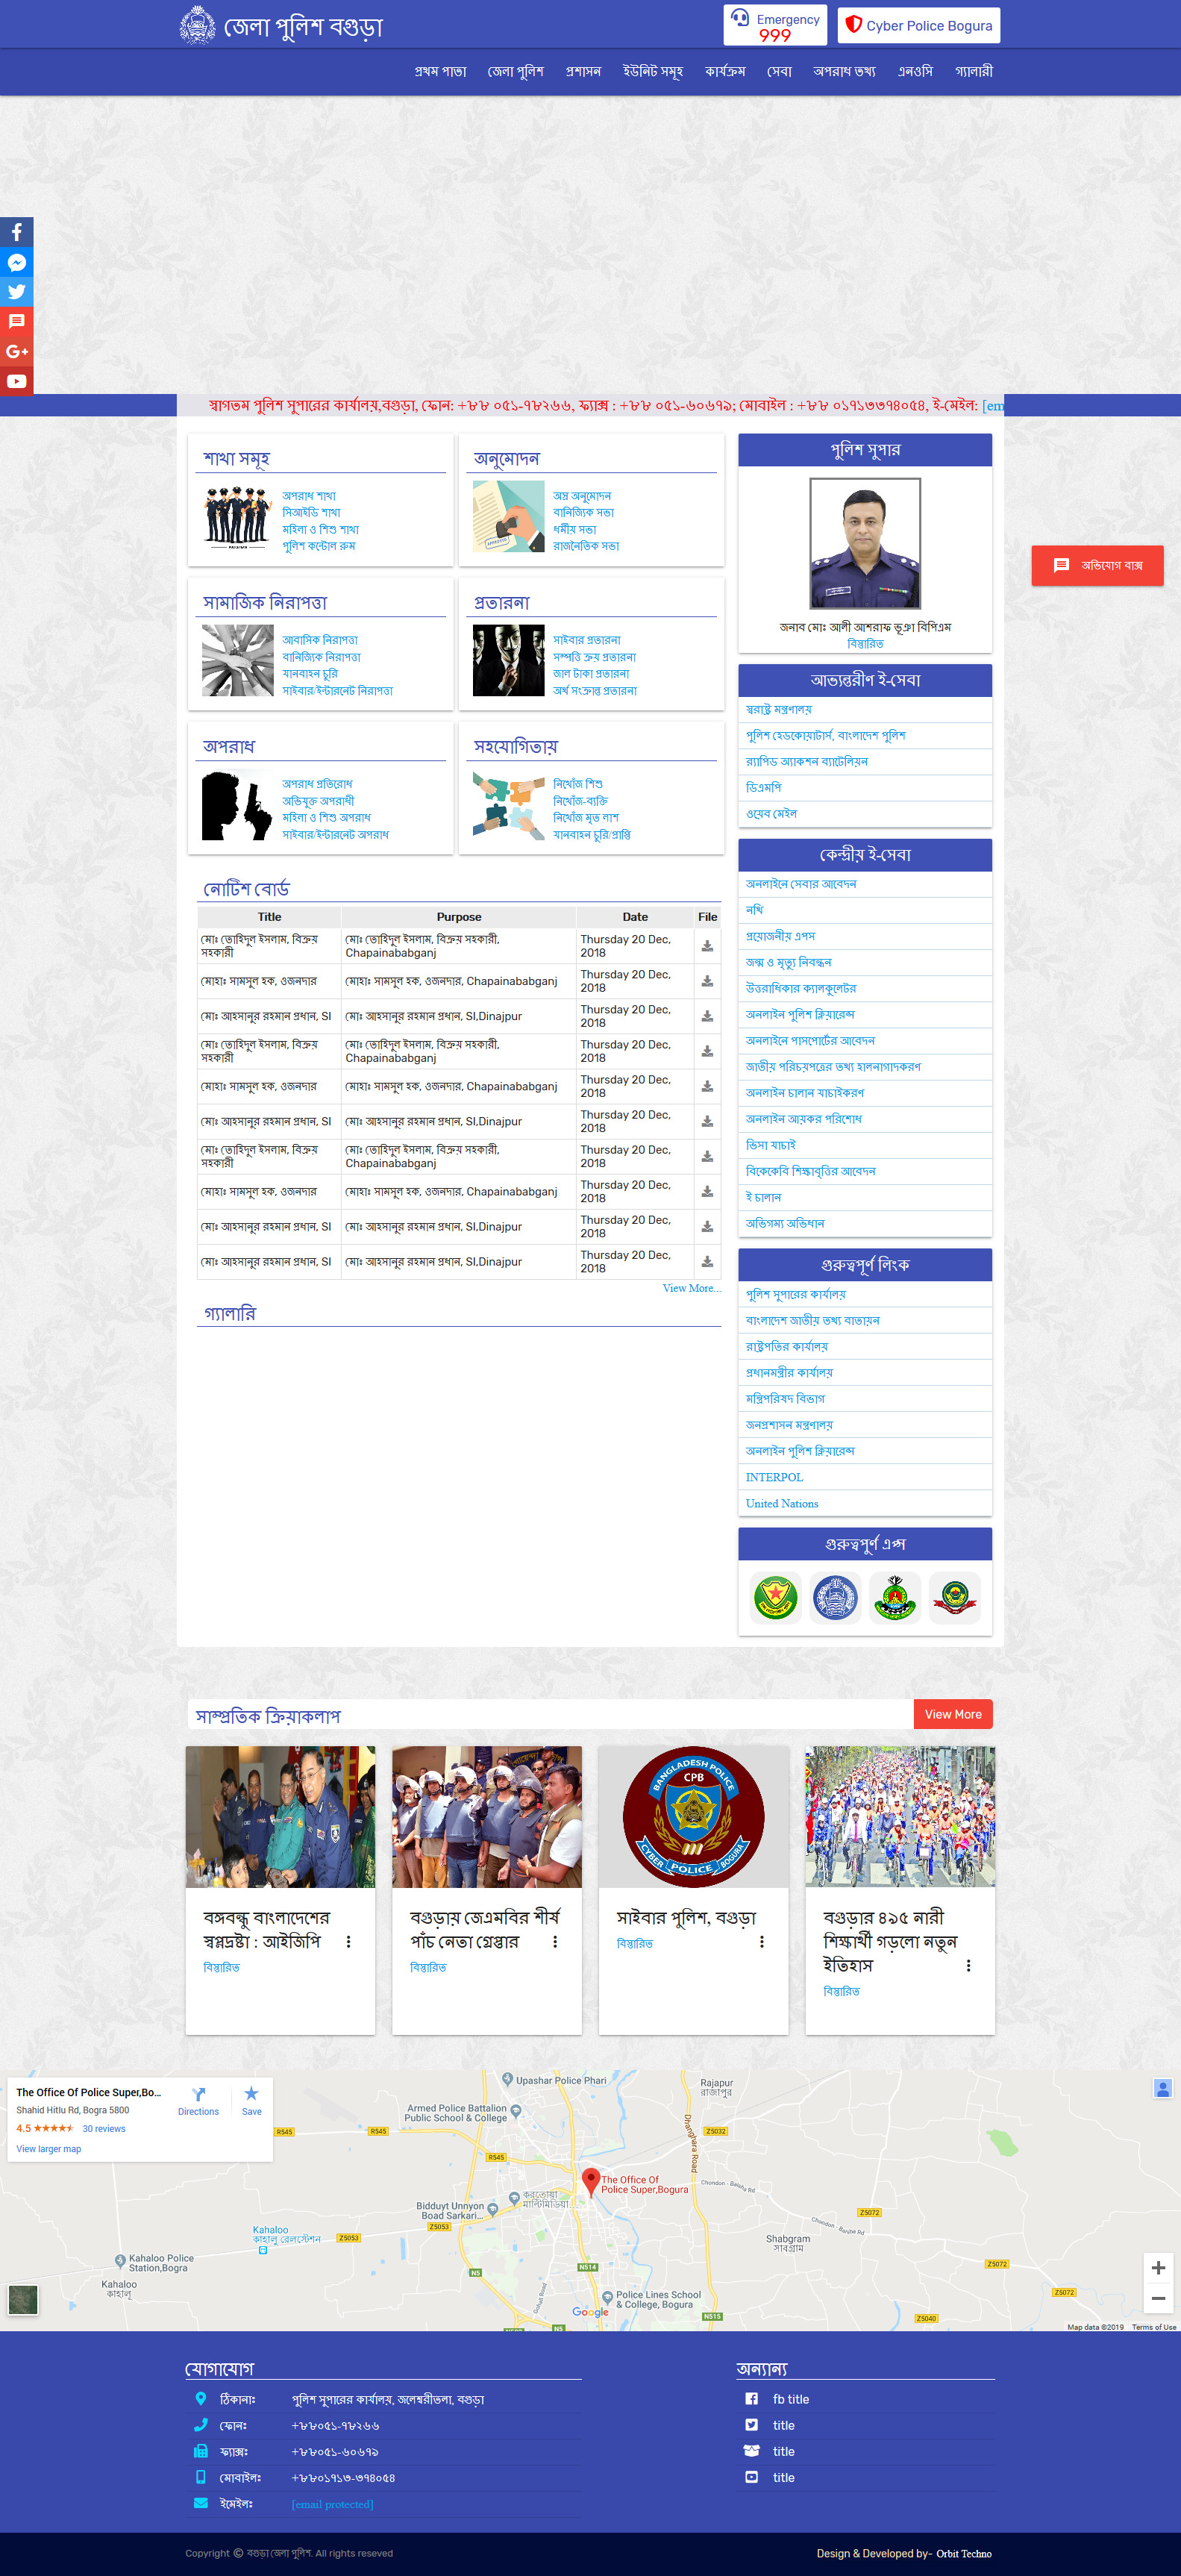 জেলা পুলিশ বগুড়া
Emergency
999
Cyber Police Bogura
প্রথম পাতা জেলা পুলিশ প্রশাসন ইউনিট সমূহ কার্যক্রম সেবা অপরাধ তথ্য এনওসি গ্যালারী
স্বাগতম পুলিশ সুপারের কার্যালয়,বগুড়া, ফোন: +৮৮ ০৫১-৭৮২৬৬, ফ্যাক্স : +৮৮ ০৫১-৬০৬৭৯; মোবাইল : +৮৮ ০১৭১৩৩৭৪০৫৪, ই-মেইল: [em
শাখা সমূহ
অপরাধ শাখা
সিআইডি শাখা
মহিলা ও শিশু শাখা
পুলিশ কন্টোল রুম
অনুমোদন
অস্র অনুমোদন
বানিজ্যিক সভা
ধর্মীয় সভা
রাজনৈতিক সভা
সামাজিক নিরাপত্তা
আবাসিক নিরাপত্তা
বানিজ্যিক নিরাপত্তা
যানবাহন চুরি
সাইবার/ইন্টারনেট নিরাপত্তা
প্রতারনা
সাইবার প্রতারনা
সম্পত্তি ক্রয় প্রতারনা
জাল টাকা প্রতারনা
অর্থ সংক্রান্ত প্রতারনা
অপরাধ
অপরাধ প্রতিরোধ
অভিযুক্ত অপরাধী
মহিলা ও শিশু অপরাধ
সাইবার/ইন্টারনেট অপরাধ
সহযোগিতায়
নিখোঁজ শিশু
নিখোঁজ-ব্যক্তি
নিখোঁজ মৃত লাশ
যানবাহন চুরি/প্রাপ্তি
নোটিশ বোর্ড
Title Purpose Date File
মোঃ তোহিদুল ইসলাম, বিক্রয় সহকারী মোঃ তোহিদুল ইসলাম, বিক্রয় সহকারী, Chapainababganj Thursday 20 Dec, 2018
মোহাঃ সামসূল হক, ওজনদার মোহাঃ সামসূল হক, ওজনদার, Chapainababganj Thursday 20 Dec, 2018
মোঃ আহসানুর রহমান প্রধান, SI মোঃ আহসানুর রহমান প্রধান, SI,Dinajpur Thursday 20 Dec, 2018
মোঃ তোহিদুল ইসলাম, বিক্রয় সহকারী মোঃ তোহিদুল ইসলাম, বিক্রয় সহকারী, Chapainababganj Thursday 20 Dec, 2018
মোহাঃ সামসূল হক, ওজনদার মোহাঃ সামসূল হক, ওজনদার, Chapainababganj Thursday 20 Dec, 2018
মোঃ আহসানুর রহমান প্রধান, SI মোঃ আহসানুর রহমান প্রধান, SI,Dinajpur Thursday 20 Dec, 2018
মোঃ তোহিদুল ইসলাম, বিক্রয় সহকারী মোঃ তোহিদুল ইসলাম, বিক্রয় সহকারী, Chapainababganj Thursday 20 Dec, 2018
মোহাঃ সামসূল হক, ওজনদার মোহাঃ সামসূল হক, ওজনদার, Chapainababganj Thursday 20 Dec, 2018
মোঃ আহসানুর রহমান প্রধান, SI মোঃ আহসানুর রহমান প্রধান, SI,Dinajpur Thursday 20 Dec, 2018
মোঃ আহসানুর রহমান প্রধান, SI মোঃ আহসানুর রহমান প্রধান, SI,Dinajpur Thursday 20 Dec, 2018
View More...
গ্যালারি
পুলিশ সুপার
জনাব মোঃ আলী আশরাফ ভূঞা বিপিএম
বিস্তারিত
অভিযোগ বাক্স
আভ্যন্তরীণ ই-সেবা
স্বরাষ্ট্র মন্ত্রণালয়
পুলিশ হেডকোয়াটার্স, বাংলাদেশ পুলিশ
র‍্যাপিড অ্যাকশন ব্যাটেলিয়ন
ডিএমপি
ওয়েব মেইল
কেন্দ্রীয় ই-সেবা
অনলাইনে সেবার আবেদন
নথি
প্রয়োজনীয় এপস
জন্ম ও মৃত্যু নিবন্ধন
উত্তরাধিকার ক্যালকুলেটর
অনলাইন পুলিশ ক্লিয়ারেন্স
অনলাইনে পাসপোর্টের আবেদন
জাতীয় পরিচয়পত্রের তথ্য হালনাগাদকরণ
অনলাইন চালান যাচাইকরণ
অনলাইন আয়কর পরিশোধ
ভিসা যাচাই
বিকেকেবি শিক্ষাবৃত্তির আবেদন
ই চালান
অভিগম্য অভিধান
গুরুত্বপূর্ণ লিংক
পুলিশ সুপারের কার্যালয়
বাংলাদেশ জাতীয় তথ্য বাতায়ন
রাষ্ট্রপতির কার্যালয়
প্রধানমন্ত্রীর কার্যালয়
মন্ত্রিপরিষদ বিভাগ
জনপ্রশাসন মন্ত্রণালয়
অনলাইন পুলিশ ক্লিয়ারেন্স
INTERPOL
United Nations
গুরুত্বপুর্ণ এপ্স
সাম্প্রতিক ক্রিয়াকলাপ
View More
BANGLADESH POLICE
CPB
CYBER POLICE BOGURA
বঙ্গবন্ধু বাংলাদেশের স্বপ্নদ্রষ্টা : আইজিপি
বিস্তারিত
বগুড়ায় জেএমবির শীর্ষ পাঁচ নেতা গ্রেপ্তার
বিস্তারিত
সাইবার পুলিশ, বগুড়া
বিস্তারিত
বগুড়ার ৪৯৫ নারী শিক্ষার্থী গড়লো নতুন ইতিহাস
বিস্তারিত
The Office Of Police Super,Bo...
Shahid Hitlu Rd, Bogra 5800
4.5 30 reviews
View larger map
Directions
Save
Upashar Police Phari
Armed Police Battalion
Public School & College
Rajapur
রাজাপুর
R545 R545 R545
Z5032
Dhanghara Road
The Office Of
Police Super,Bogura
করতোয়া
মাল্টিমিডিয়া...
Bidduyt Unnyon
Boad Sarkari...
Z5053 Z5053
Kahaloo
কাহালু রেলস্টেশন
Kahaloo Police
Station,Bogra
Kahaloo
কাহালু
Shabgram
সাবগ্রাম
Z5072 Z5072 Z5072
N5 N514 N515 N5
Z5040
Police Lines School
& College, Bogura
Google
Map data ©2019 Terms of Use
যোগাযোগ
ঠিকানাঃ পুলিশ সুপারের কার্যালয়, জলেশ্বরীতলা, বগুড়া
ফোনঃ +৮৮০৫১-৭৮২৬৬
ফ্যাক্সঃ +৮৮০৫১-৬০৬৭৯
মোবাইলঃ +৮৮০১৭১৩-৩৭৪০৫৪
ইমেইলঃ [email protected]
অন্যান্য
fb title
title
title
title
Copyright © বগুড়া জেলা পুলিশ. All rights reseved
Design & Developed by- Orbit Techno